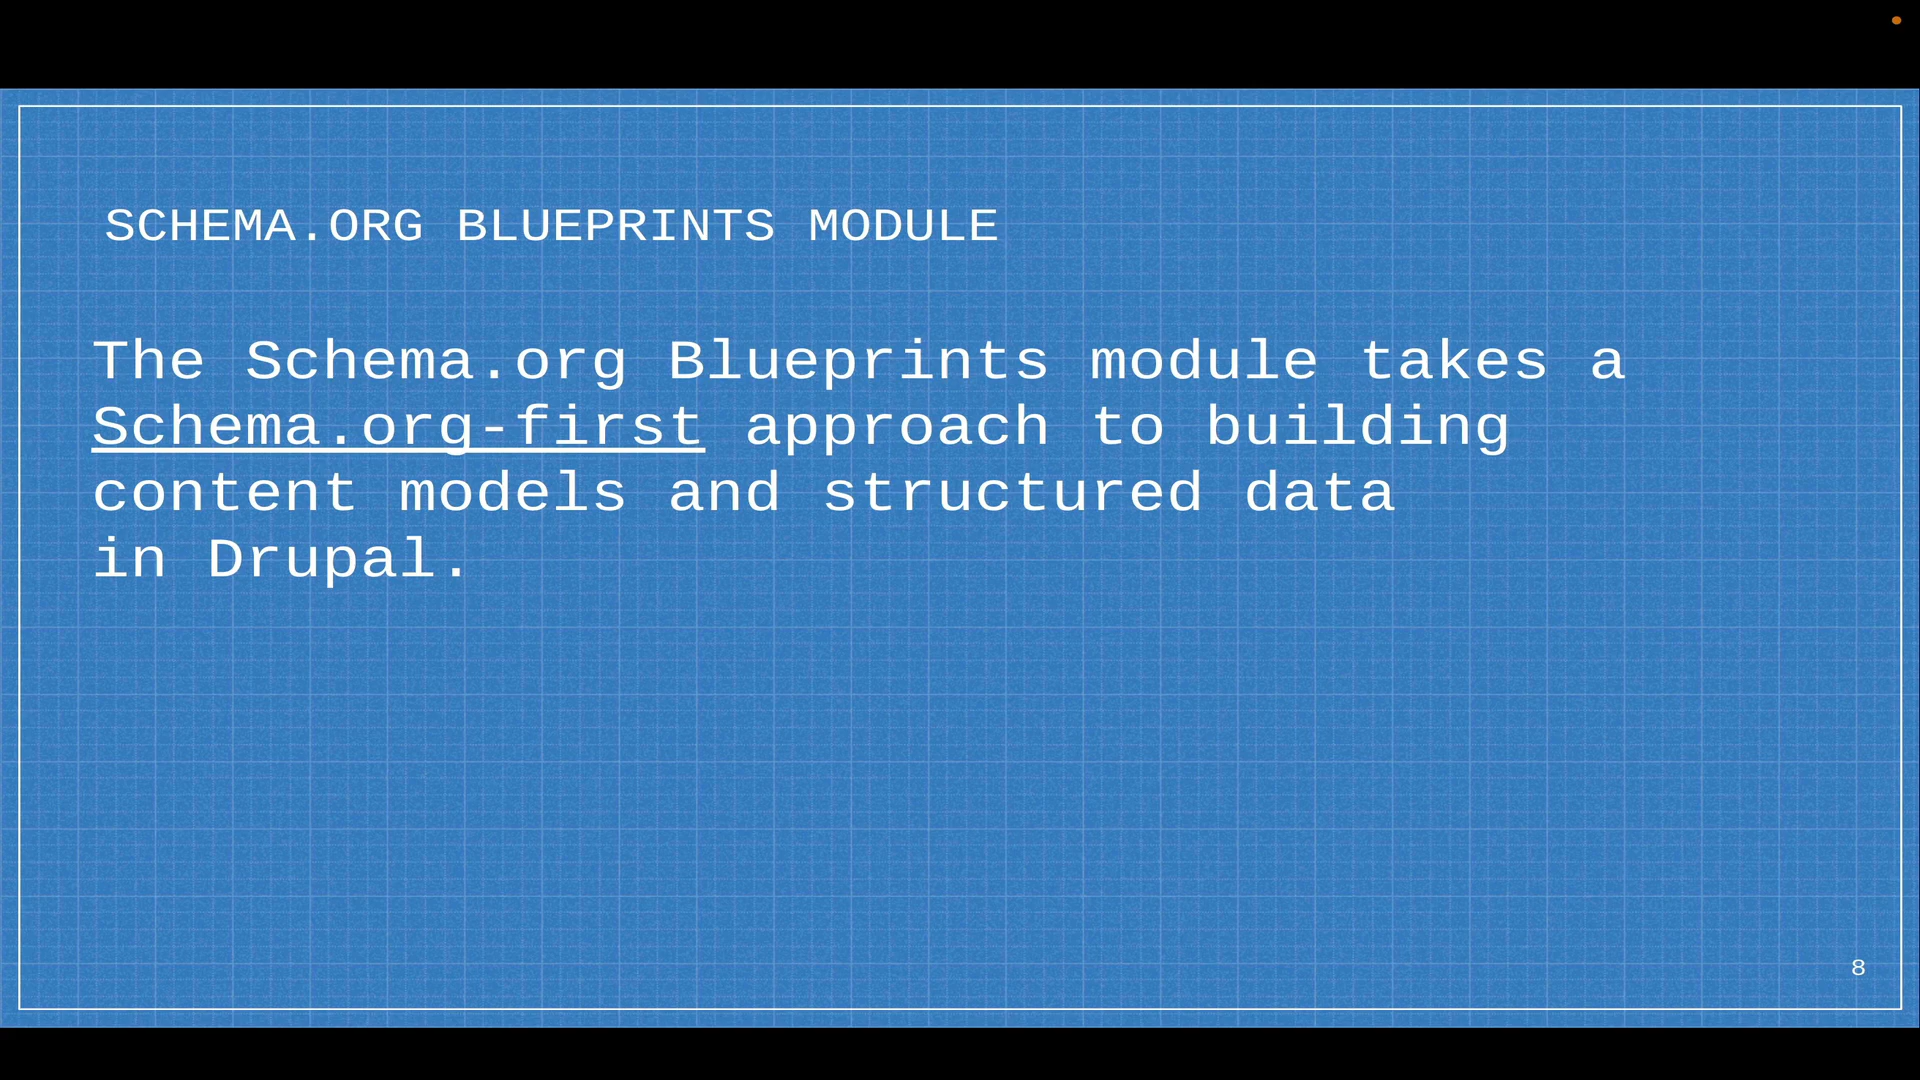 SCHEMA.ORG BLUEPRINTS MODULE
The Schema.org Blueprints module takes a
Schema.org-first approach to building
content models and structured data
in Drupal.
8